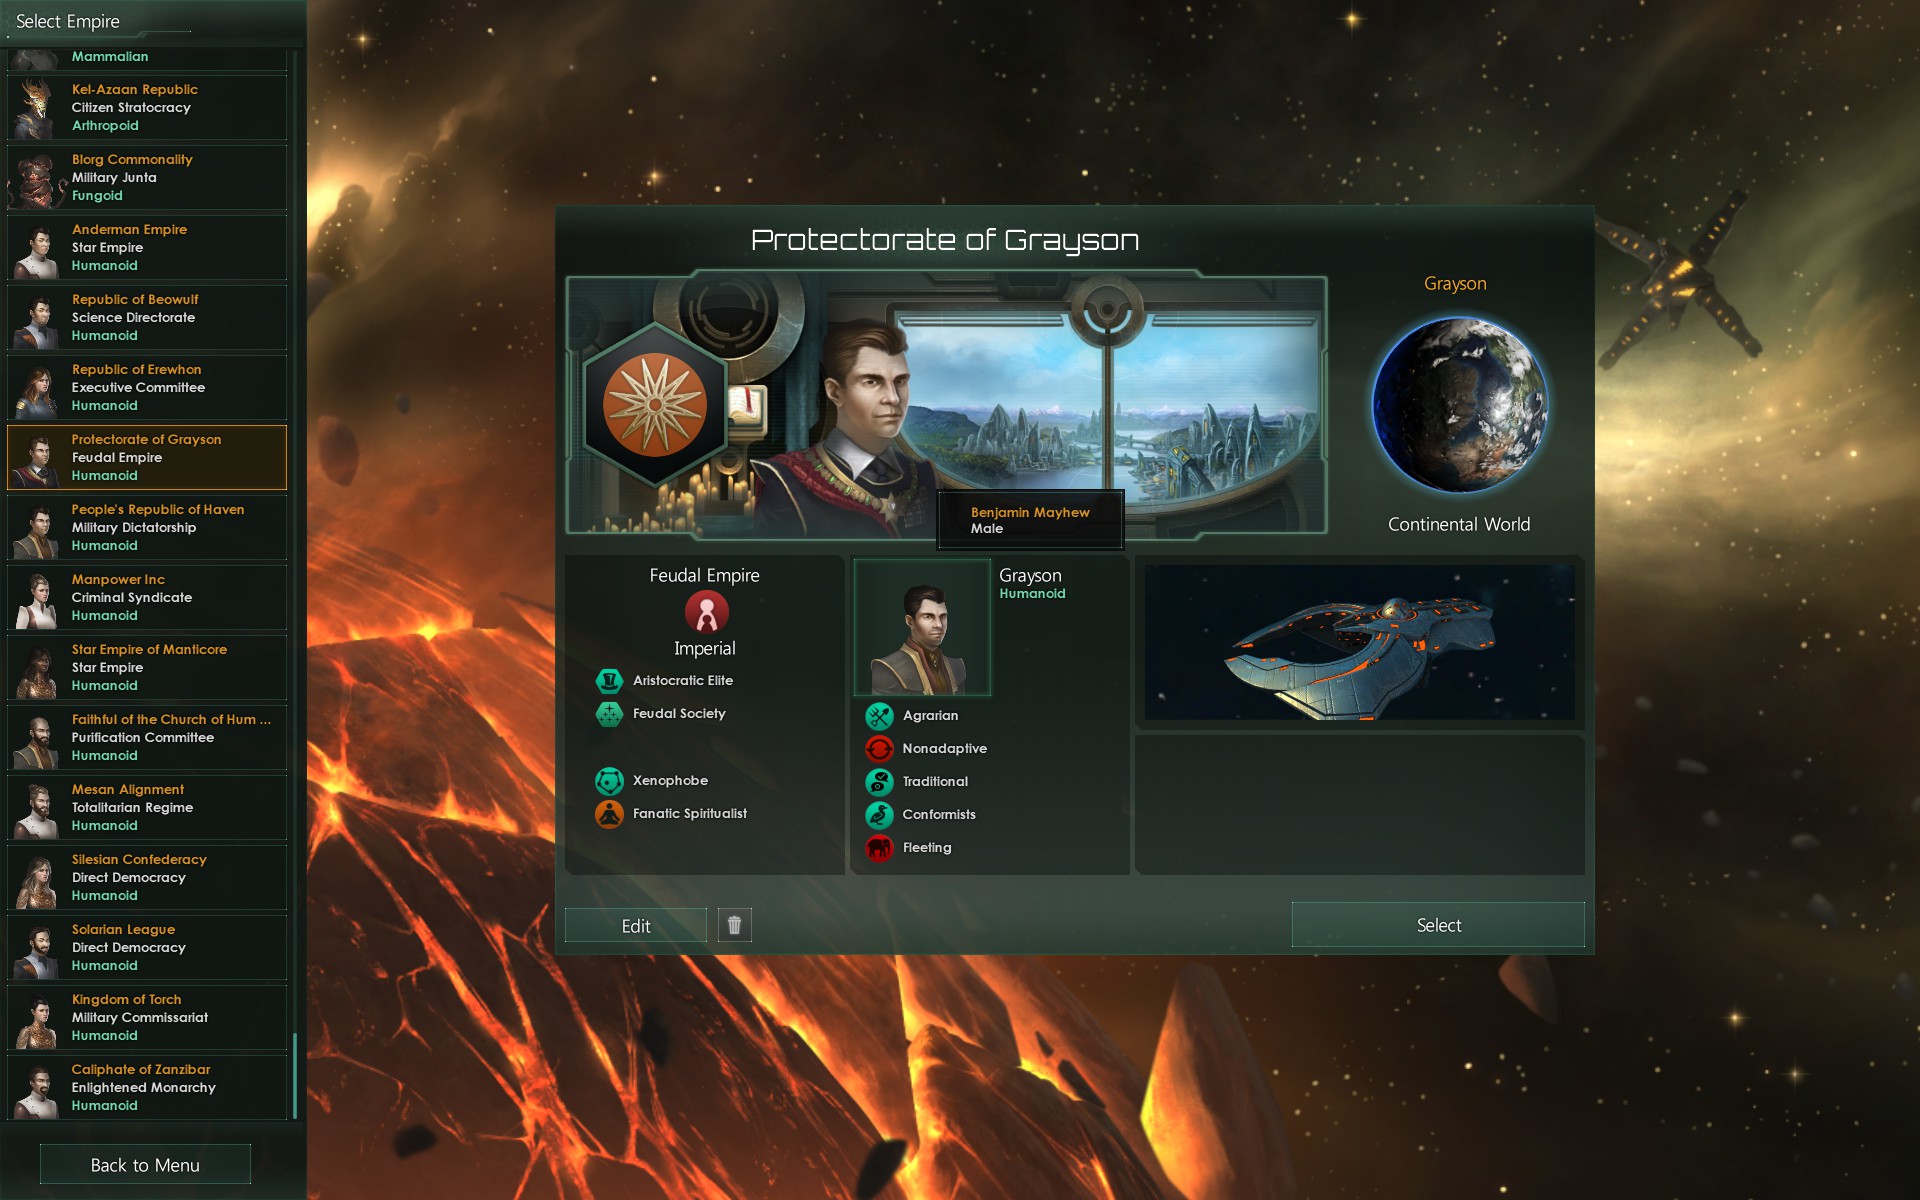 Select Empire
Mammalian
Kel-Azaan Republic
Citizen Stratocracy
Arthropoid
Blorg Commonality
Military Junta
Fungoid
Anderman Empire
Star Empire
Humanoid
Republic of Beowulf
Science Directorate
Humanoid
Republic of Erewhon
Executive Committee
Humanoid
Protectorate of Grayson
Feudal Empire
Humanoid
People's Republic of Haven
Military Dictatorship
Humanoid
Manpower Inc
Criminal Syndicate
Humanoid
Star Empire of Manticore
Star Empire
Humanoid
Faithful of the Church of Hum ...
Purification Committee
Humanoid
Mesan Alignment
Totalitarian Regime
Humanoid
Silesian Confederacy
Direct Democracy
Humanoid
Solarian League
Direct Democracy
Humanoid
Kingdom of Torch
Military Commissariat
Humanoid
Caliphate of Zanzibar
Enlightened Monarchy
Humanoid
Back to Menu
Protectorate of Grayson
Grayson
Continental World
Benjamin Mayhew
Male
Feudal Empire
Imperial
Aristocratic Elite
Feudal Society
Xenophobe
Fanatic Spiritualist
Grayson
Humanoid
Agrarian
Nonadaptive
Traditional
Conformists
Fleeting
Edit
Select